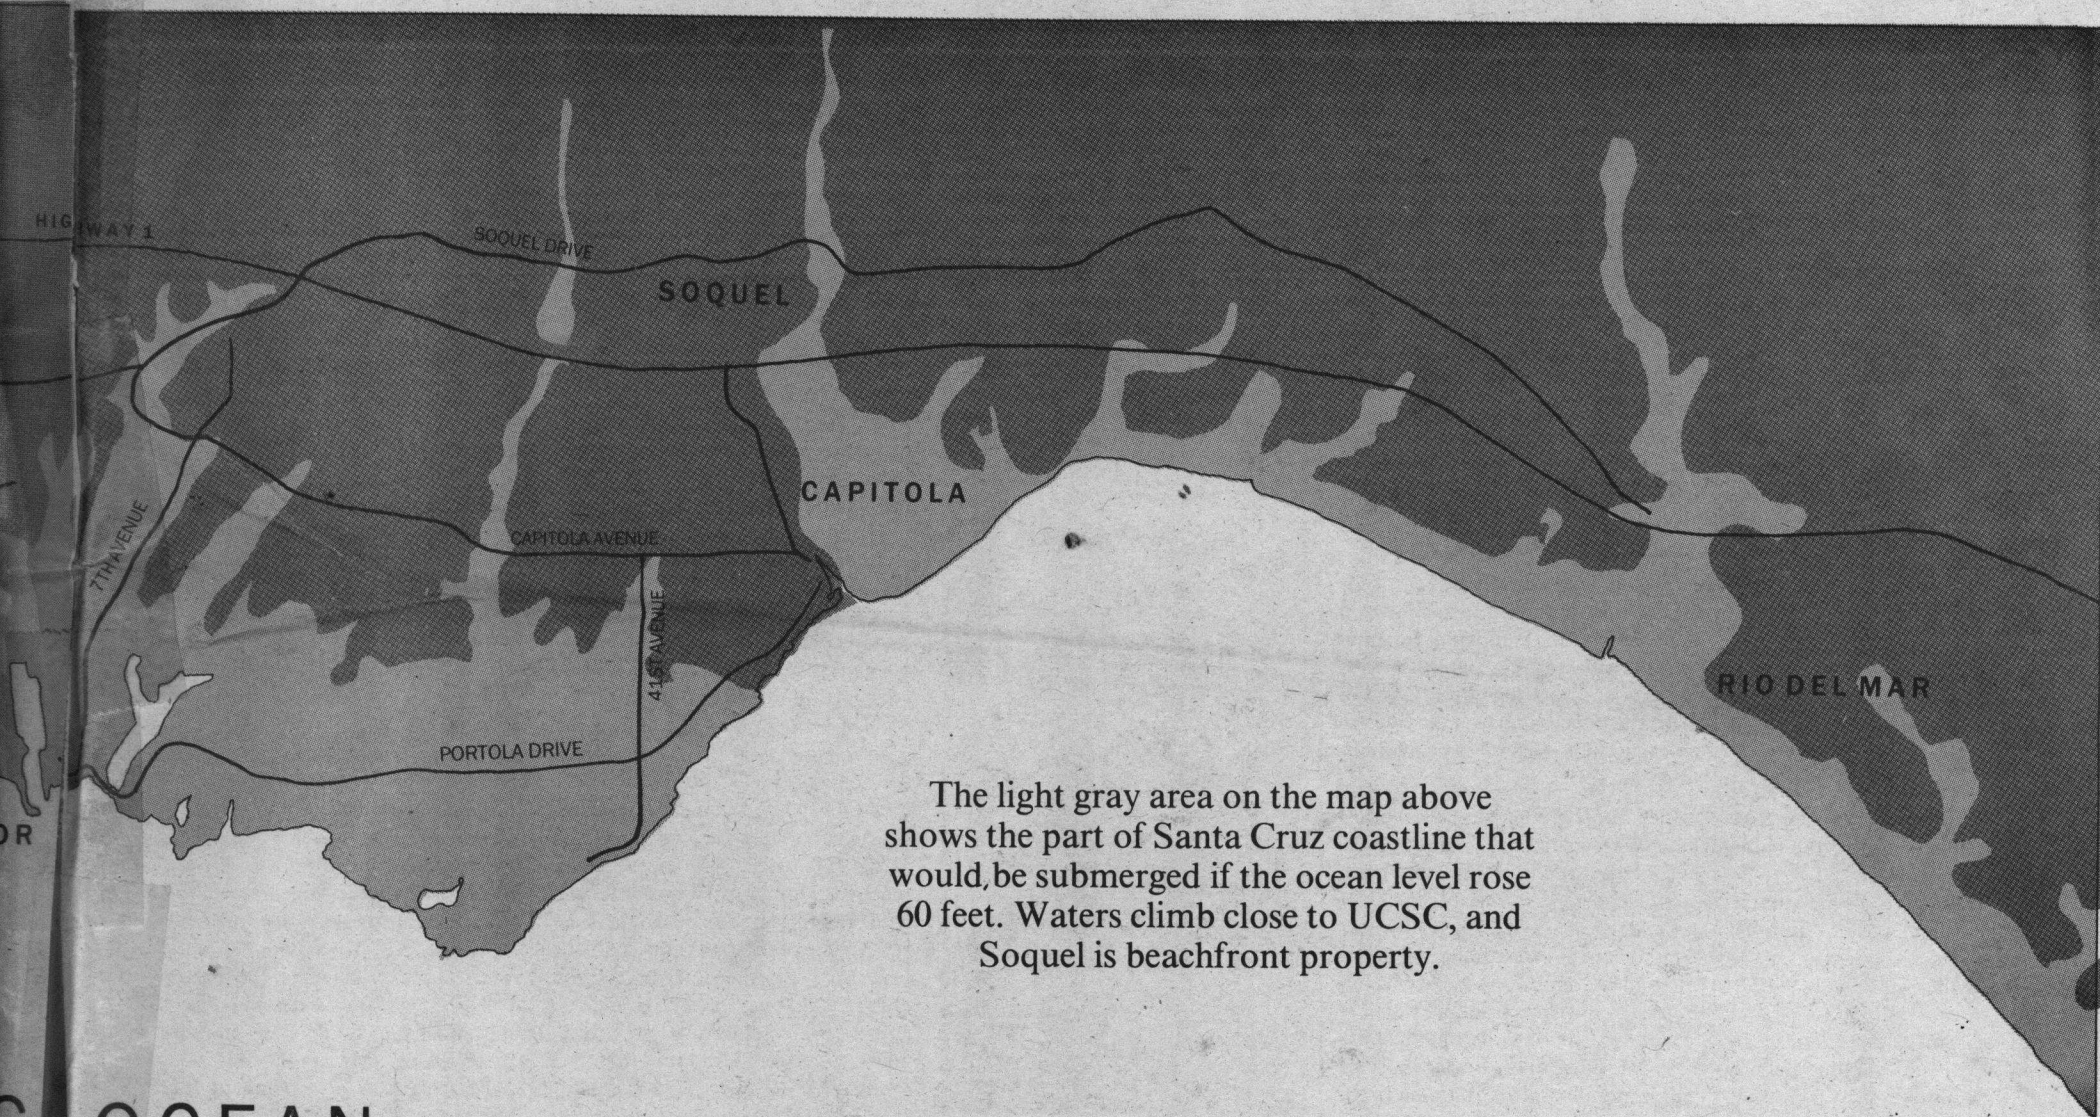 HIGHWAY 1
SOQUEL DRIVE
SOQUEL
CAPITOLA
7TH AVENUE
CAPITOLA AVENUE
41ST AVENUE
RIO DEL MAR
PORTOLA DRIVE
OR
The light gray area on the map above
shows the part of Santa Cruz coastline that
would be submerged if the ocean level rose
60 feet. Waters climb close to UCSC, and
Soquel is beachfront property.
C OCEAN